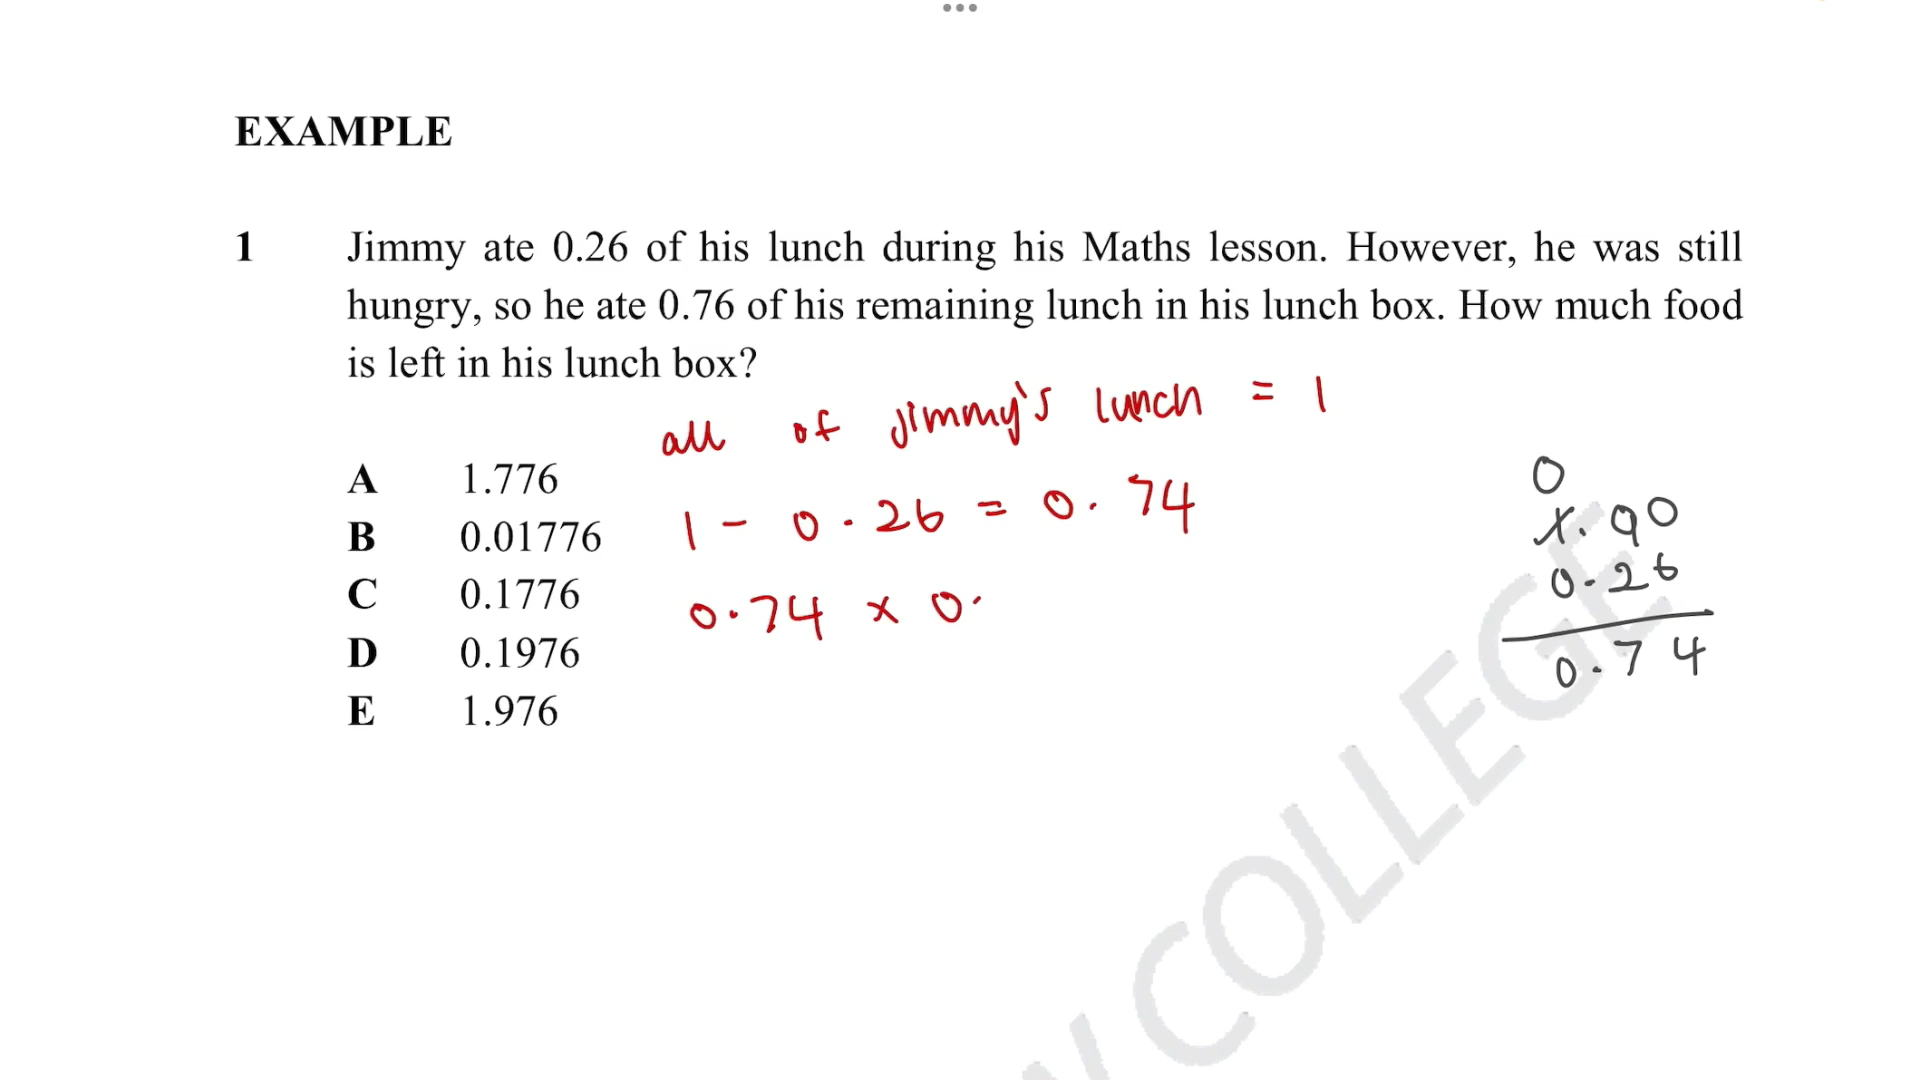 EXAMPLE
1 Jimmy ate 0.26 of his lunch during his Maths lesson. However, he was still
hungry, so he ate 0.76 of his remaining lunch in his lunch box. How much food
is left in his lunch box?
all of jimmy's lunch = 1
A 1.776
B 0.01776
C 0.1776
D 0.1976
E 1.976
1 - 0.26 = 0.74
0.74 x 0.
0
1.90
0.26
0.74
COLLEGE